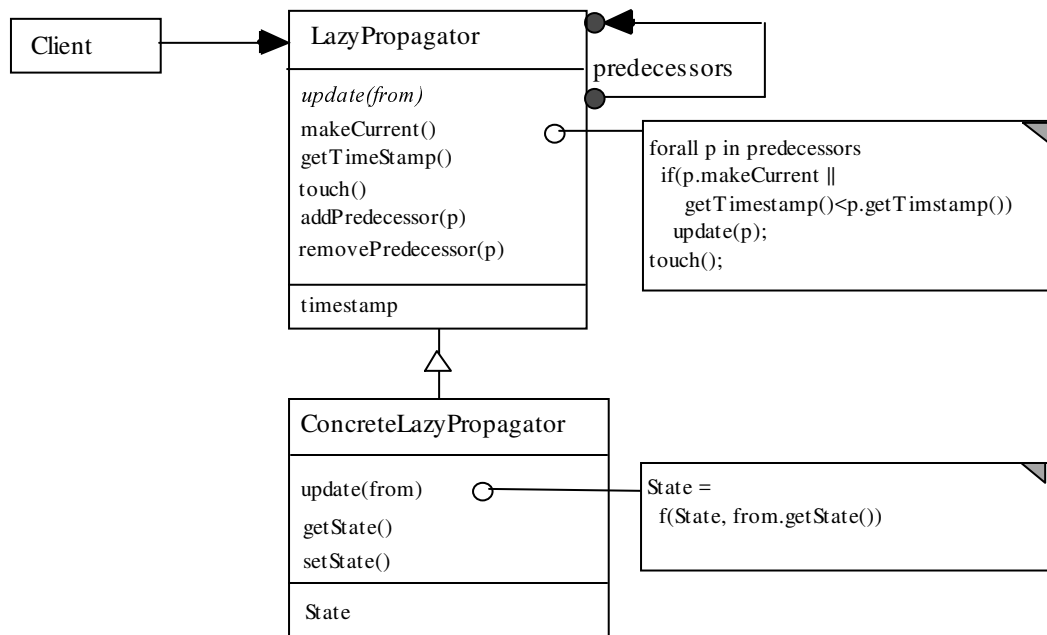 Client
LazyPropagator
predecessors
update(from)
makeCurrent()
getTimeStamp()
touch()
addPredecessor(p)
removePredecessor(p)
timestamp
forall p in predecessors
if(p.makeCurrent ||
getTimestamp()<p.getTimstamp())
update(p);
touch();
ConcreteLazyPropagator
update(from)
getState()
setState()
State
State =
f(State, from.getState())